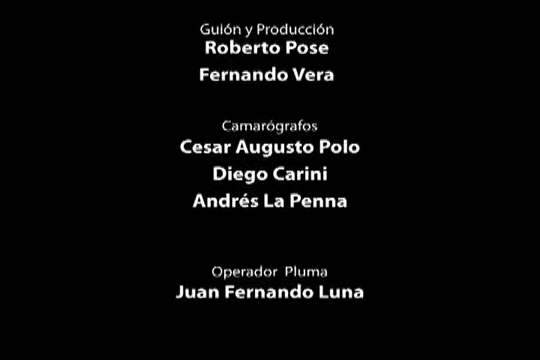 Guión y Producción
Roberto Pose
Fernando Vera
Camarógrafos
Cesar Augusto Polo
Diego Carini
Andrés La Penna
Operador Pluma
Juan Fernando Luna